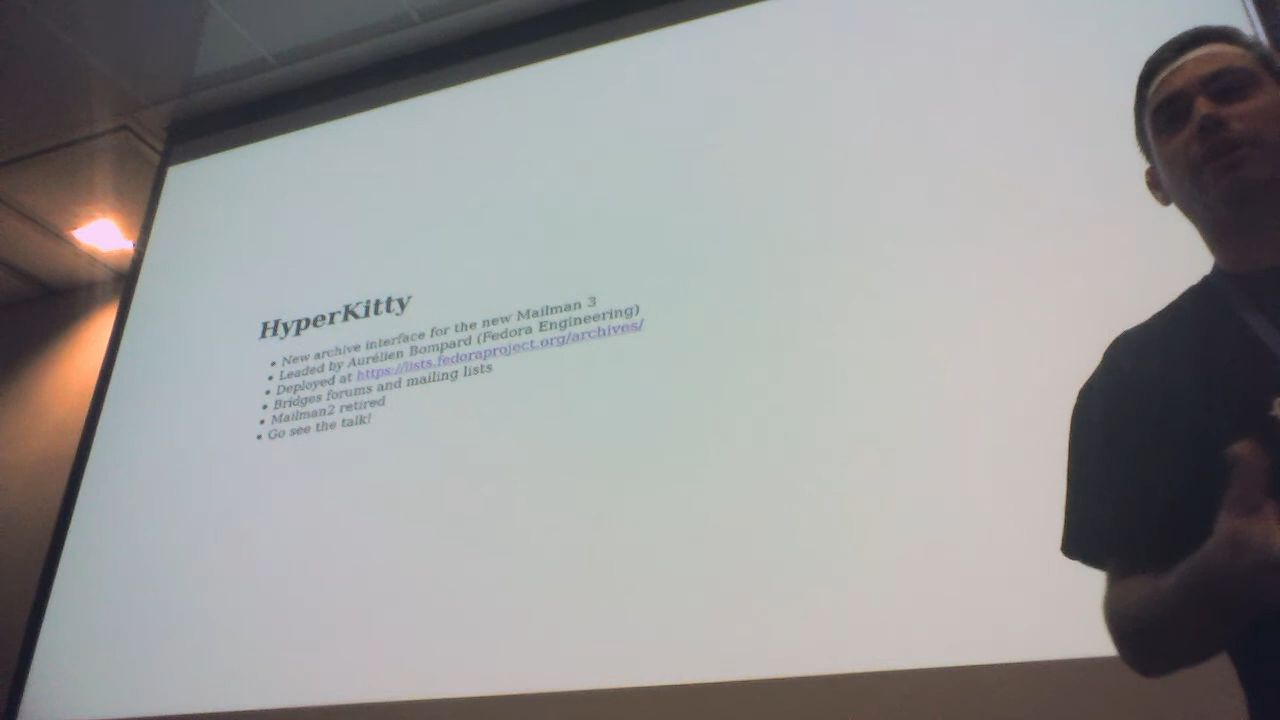 HyperKitty
• New archive interface for the new Mailman 3
• Leaded by Aurélien Bompard (Fedora Engineering)
• Deployed at https://lists.fedoraproject.org/archives/
• Bridges forums and mailing lists
• Mailman2 retired
• Go see the talk!